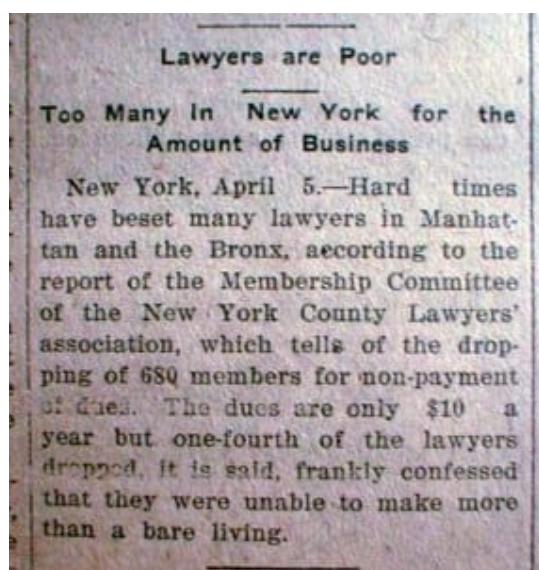 Lawyers are Poor
Too Many In New York for the
Amount of Business
New York, April 5.—Hard times
have beset many lawyers in Manhat-
tan and the Bronx, according to the
report of the Membership Committee
of the New York County Lawyers'
association, which tells of the drop-
ping of 680 members for non-payment
of dues. The dues are only $10 a
year but one-fourth of the lawyers
dropped, it is said, frankly confessed
that they were unable to make more
than a bare living.